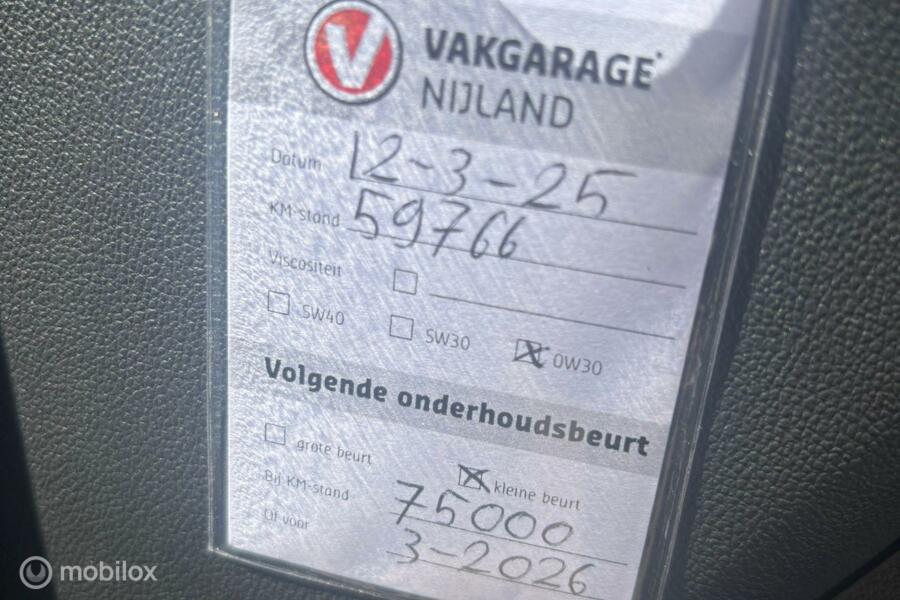 V VAKGARAGE
NIJLAND
Datum 12-3-25
KM-stand 59766
Viscositeit
5W40 5W30 0W30
Volgende onderhoudsbeurt
grote beurt kleine beurt
Bij KM-stand 75000
Of voor 3-2026
mobilox